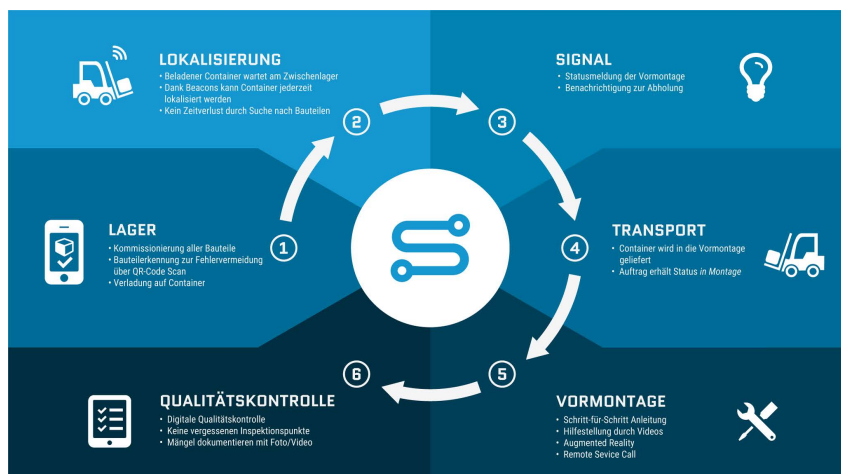 LAGER
• Kommissionierung aller Bauteile
• Bauteilerkennung zur Fehlervermeidung
über QR-Code Scan
• Verladung auf Container
1
LOKALISIERUNG
• Beladener Container wartet am Zwischenlager
• Dank Beacons kann Container jederzeit
lokalisiert werden
• Kein Zeitverlust durch Suche nach Bauteilen
2
SIGNAL
• Statusmeldung der Vormontage
• Benachrichtigung zur Abholung
3
TRANSPORT
• Container wird in die Vormontage
geliefert
• Auftrag erhält Status in Montage
4
VORMONTAGE
• Schritt-für-Schritt Anleitung
• Hilfestellung durch Videos
• Augmented Reality
• Remote Sevice Call
5
QUALITÄTSKONTROLLE
• Digitale Qualitätskontrolle
• Keine vergessenen Inspektionspunkte
• Mängel dokumentieren mit Foto/Video
6